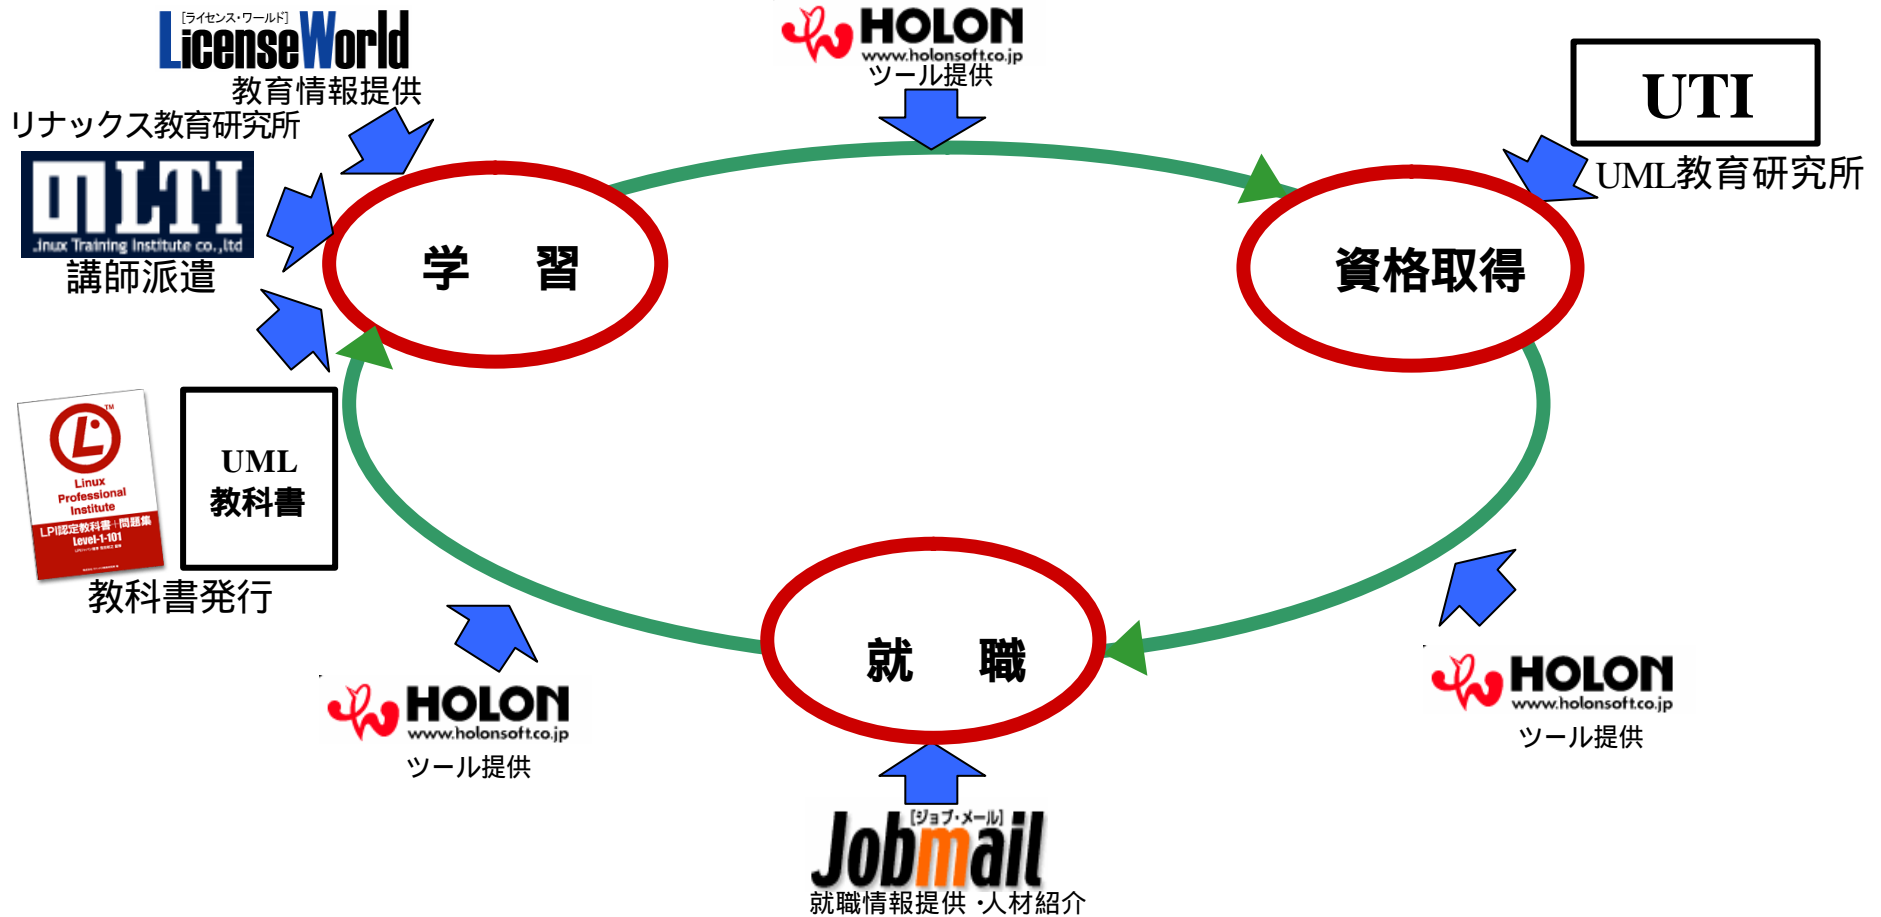 [ライセンス・ワールド]
LicenseWorld
教育情報提供
リナックス教育研究所
LTI
Linux Training Institute co.,ltd
講師派遣
HOLON
www.holonsoft.co.jp
ツール提供
UTI
UML教育研究所
学 習
資格取得
TM
L
Linux
Professional
Institute
LPI認定教科書+問題集
Level-1-101
UML
教科書
教科書発行
就 職
HOLON
www.holonsoft.co.jp
ツール提供
HOLON
www.holonsoft.co.jp
ツール提供
[ジョブ・メール]
Jobmail
就職情報提供・人材紹介